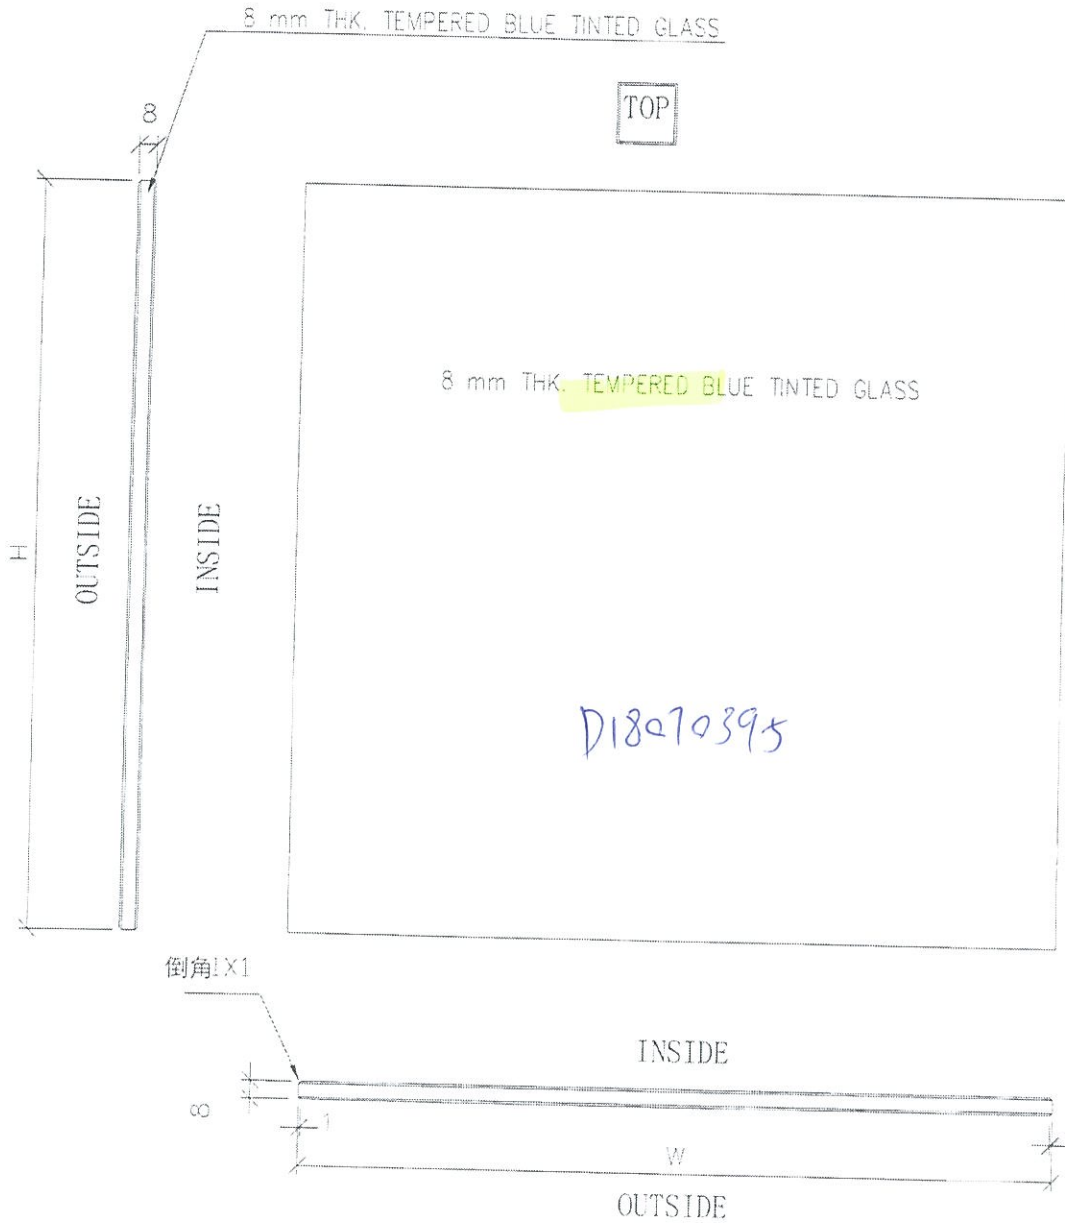 8 mm THK. TEMPERED BLUE TINTED GLASS
TOP
8
8 mm THK. TEMPERED BLUE TINTED GLASS
H
OUTSIDE
INSIDE
D18070395
倒角1X1
INSIDE
8
1
W
OUTSIDE